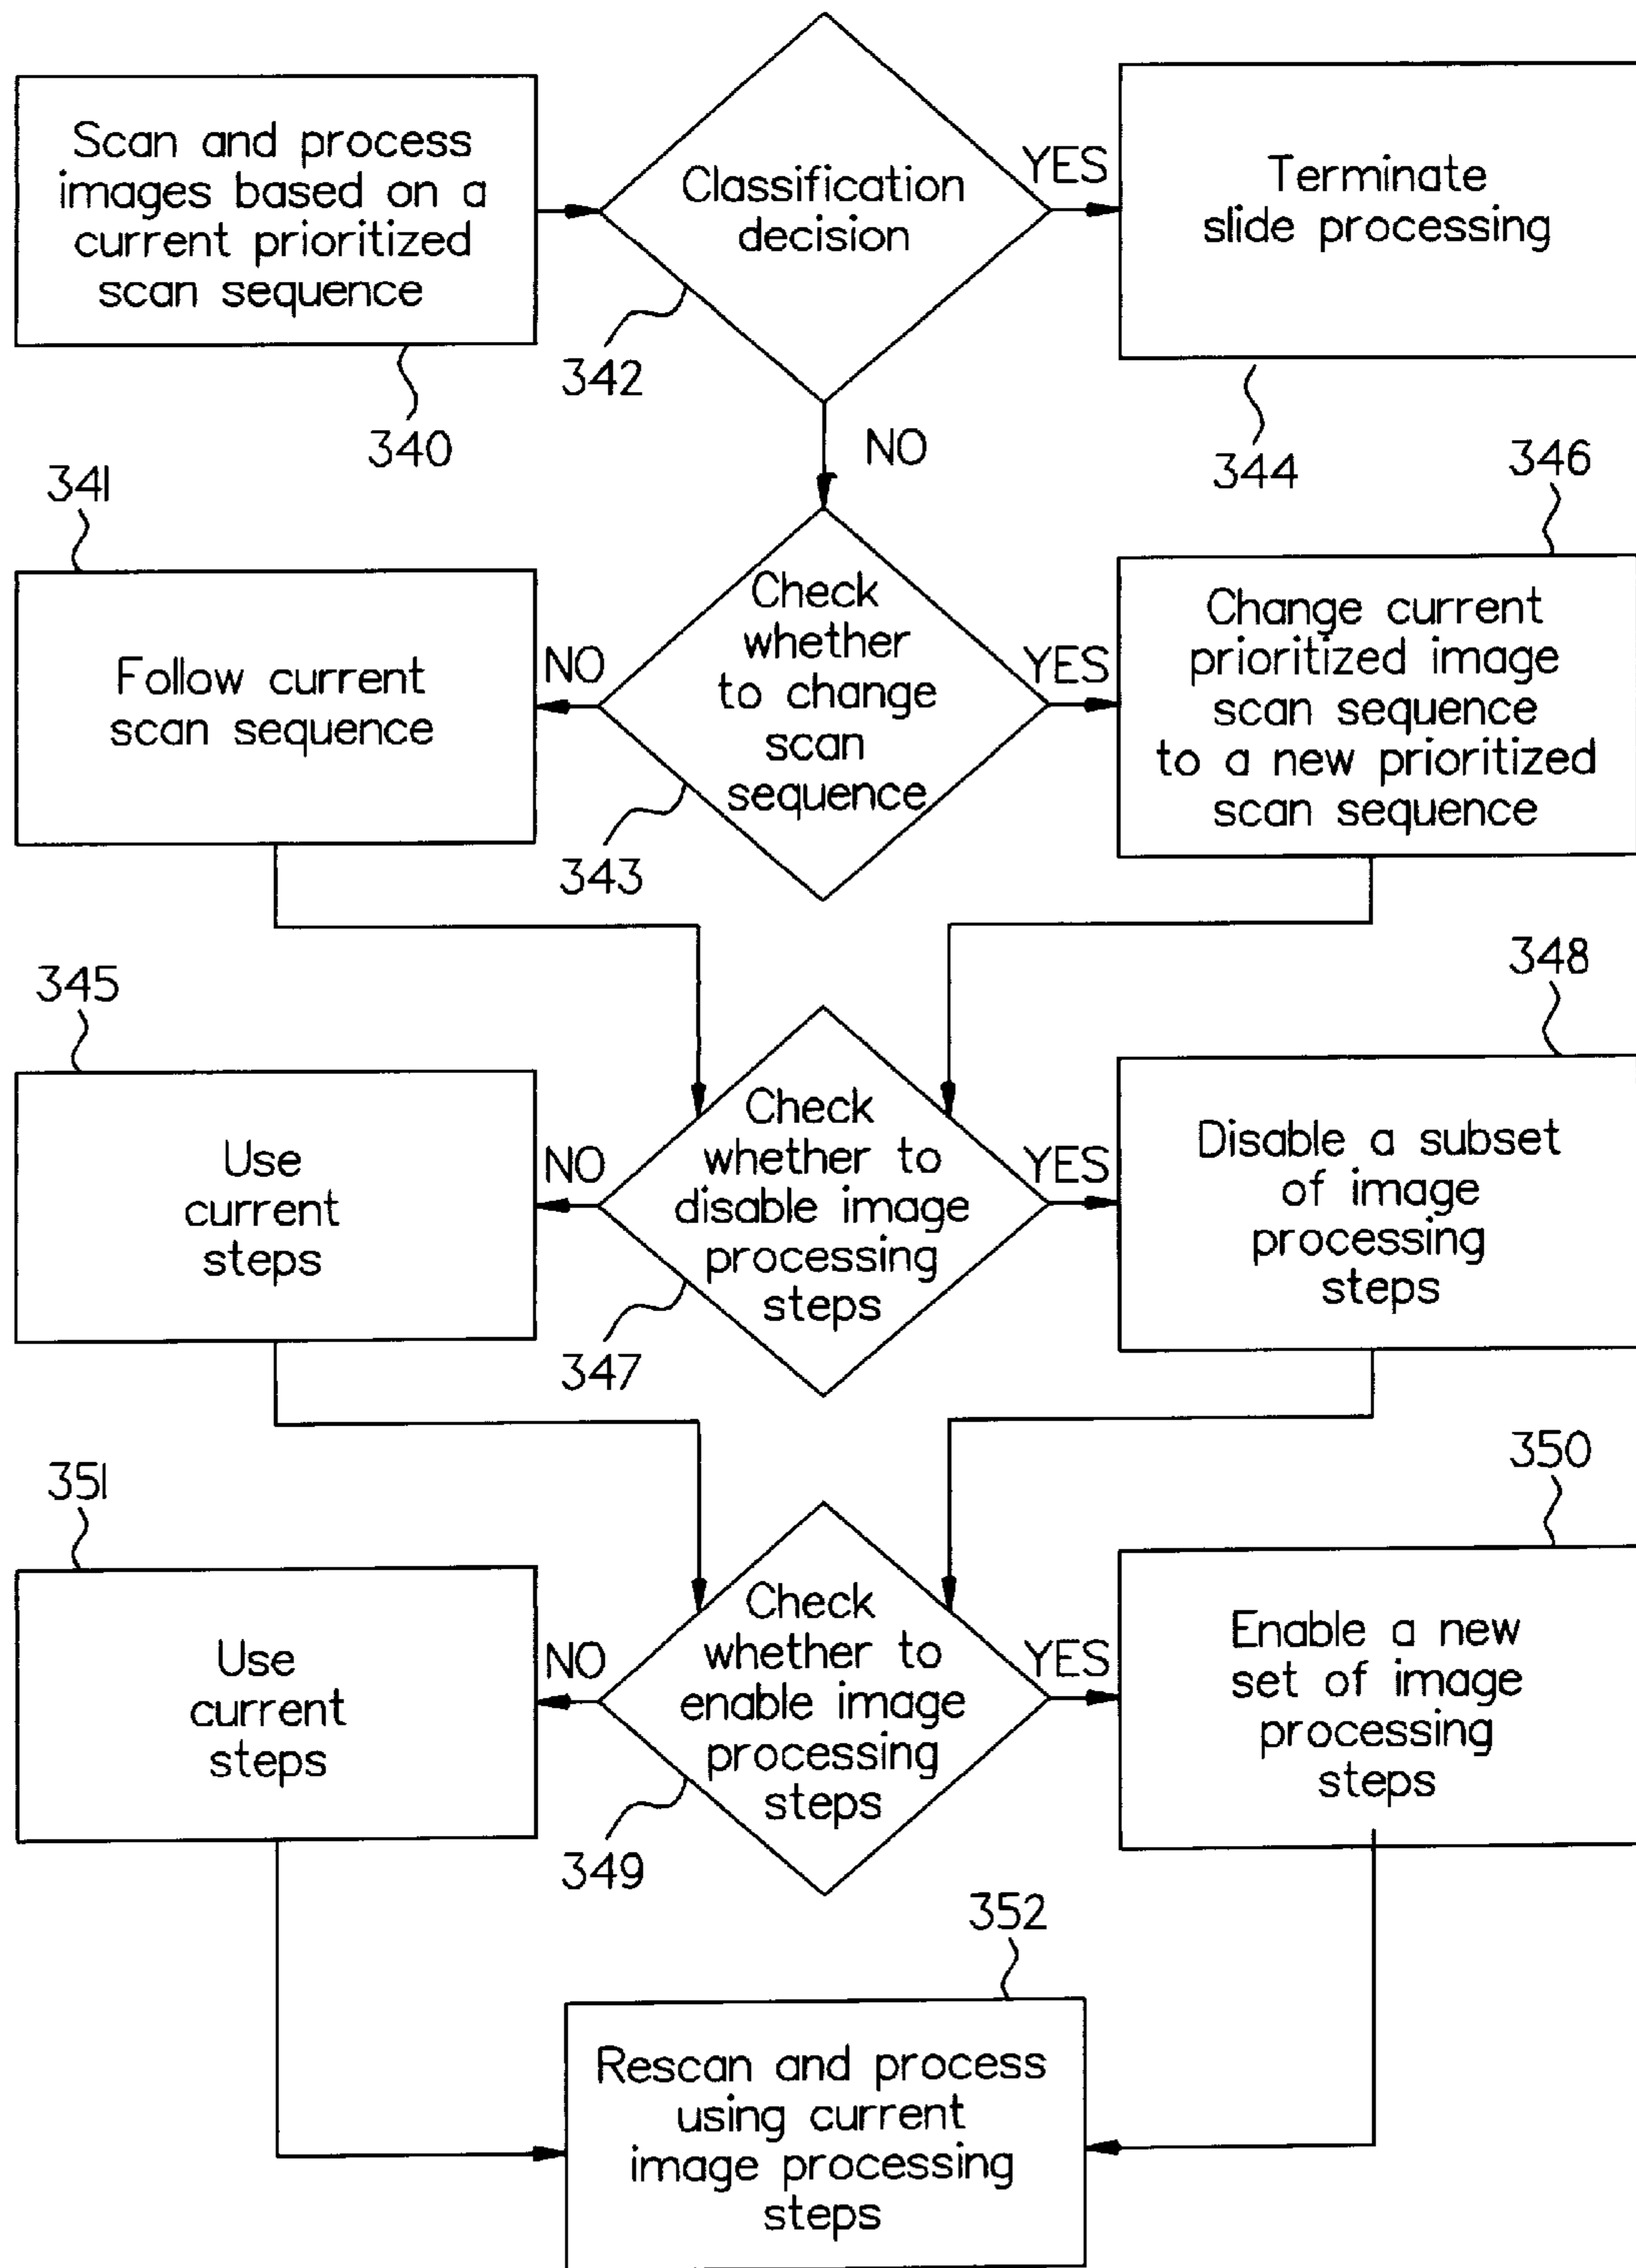 Scan and process
images based on a
current prioritized
scan sequence
340
Classification
decision
342
YES
Terminate
slide processing
344
NO
341
Follow current
scan sequence
NO
Check
whether
to change
scan
sequence
343
YES
346
Change current
prioritized image
scan sequence
to a new prioritized
scan sequence
345
Use
current
steps
NO
Check
whether to
disable image
processing
steps
347
YES
348
Disable a subset
of image
processing
steps
351
Use
current
steps
NO
Check
whether to
enable image
processing
steps
349
YES
350
Enable a new
set of image
processing
steps
352
Rescan and process
using current
image processing
steps